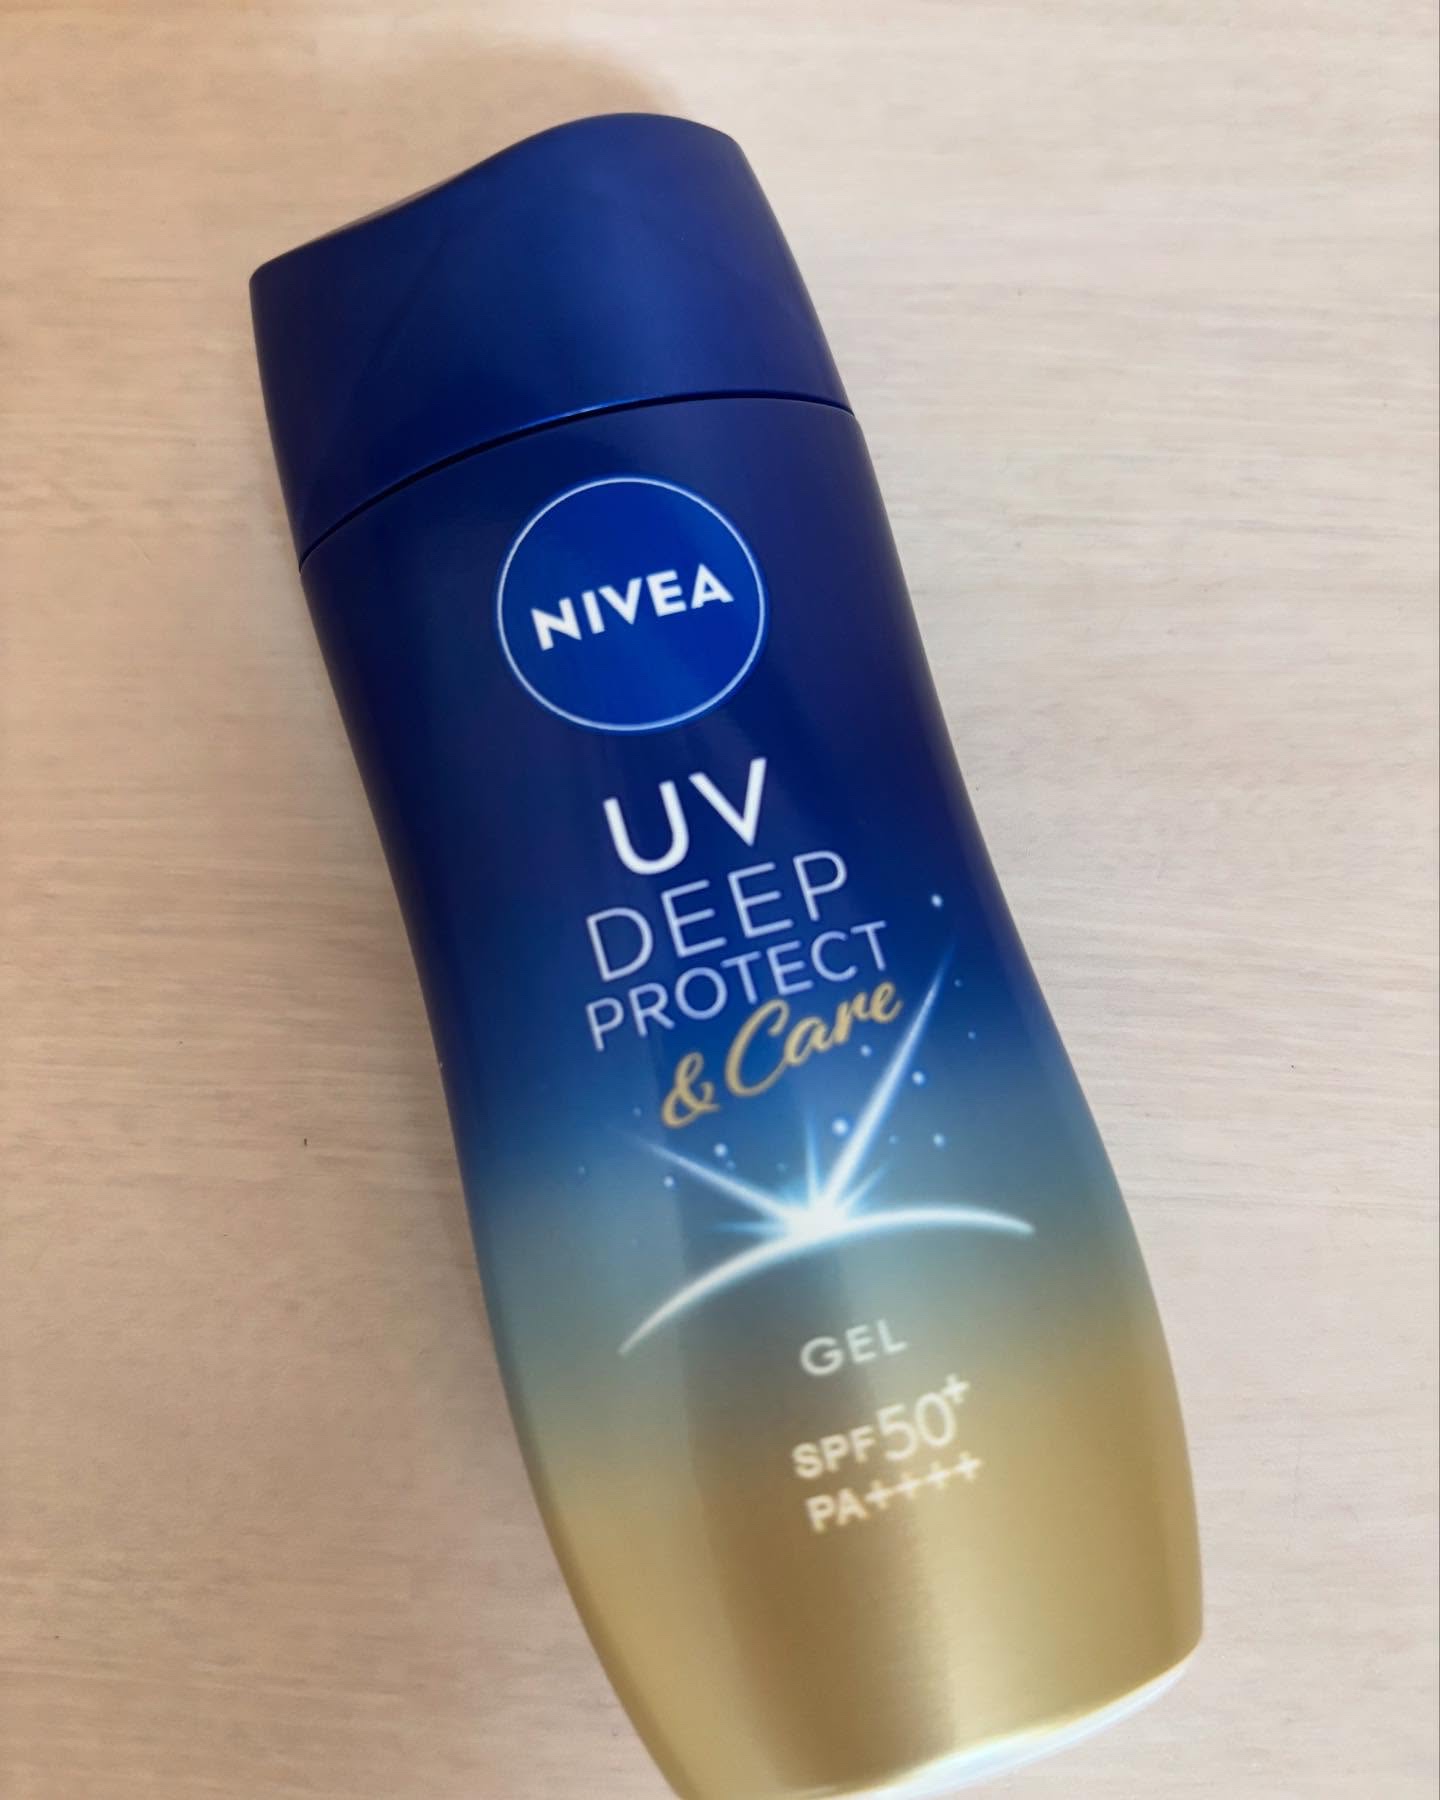 NIVEA
UV
DEEP
PROTECT
& Care
GEL
SPF50+
PA++++